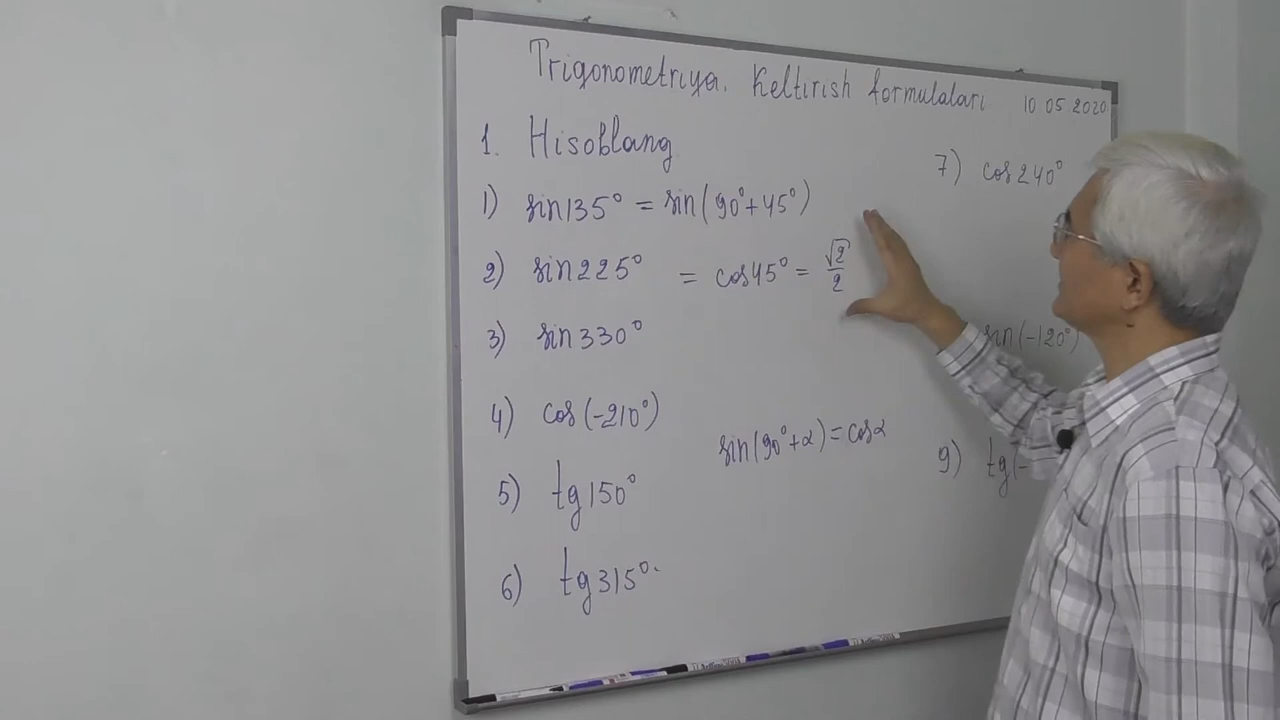 Trigonometriya. Keltirish formulalari 10 05 2020
1. Hisoblang
1) sin135° = sin(90°+45°)
= cos45° = √2/2
2) sin225°
3) sin330°
4) cos(-210°)
5) tg150°
6) tg315°.
sin(90°+α)=cosα
7) cos240°
sin(-120°)
9) tg(-